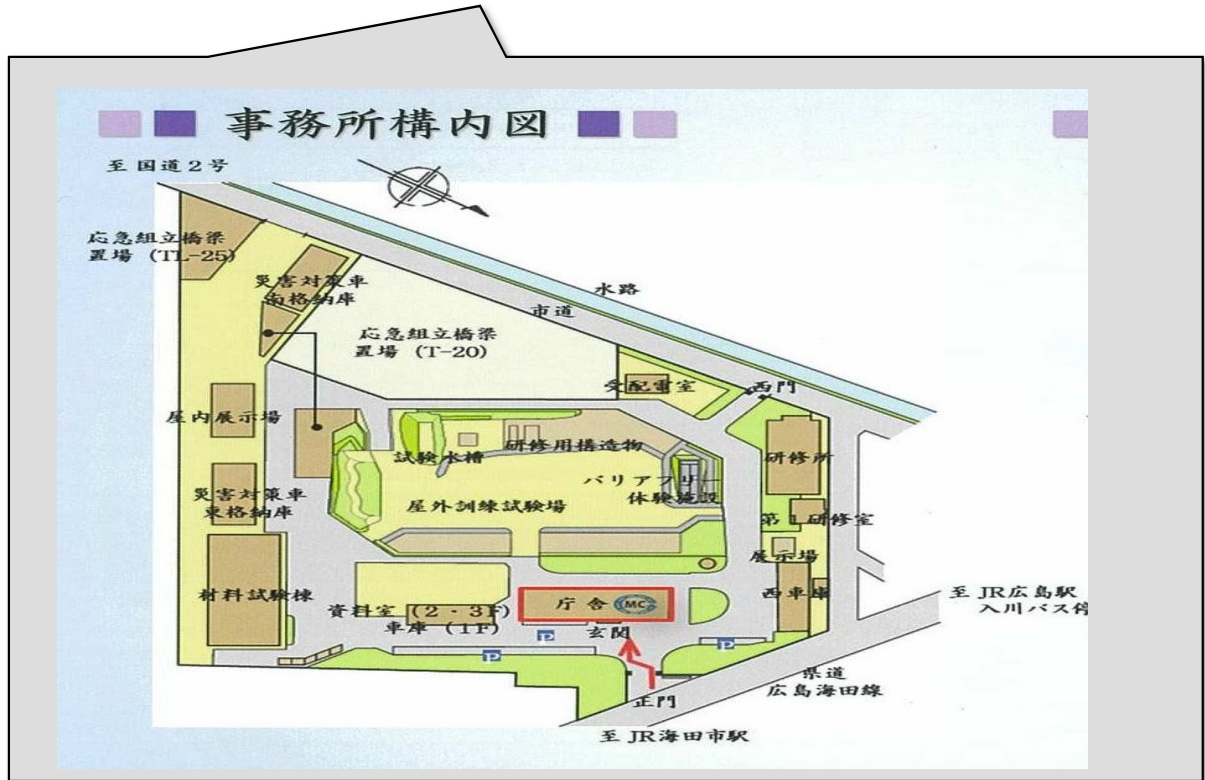 事務所構内図
至 国道2号
応急組立橋梁
置場 (TL-25)
災害対策車
南格納庫
水路
市道
応急組立橋梁
置場 (T-20)
受配電室
西門
屋内展示場
試験水槽
研修用構造物
研修所
バリアフリー
体験施設
災害対策車
東格納庫
屋外訓練試験場
第1研修室
展示場
材料試験棟
資料室 (2・3F)
車庫 (1F)
庁舎
MC
西車庫
至 JR広島駅
入川バス停
P
玄関
P
P
県道
広島海田線
正門
至 JR海田市駅